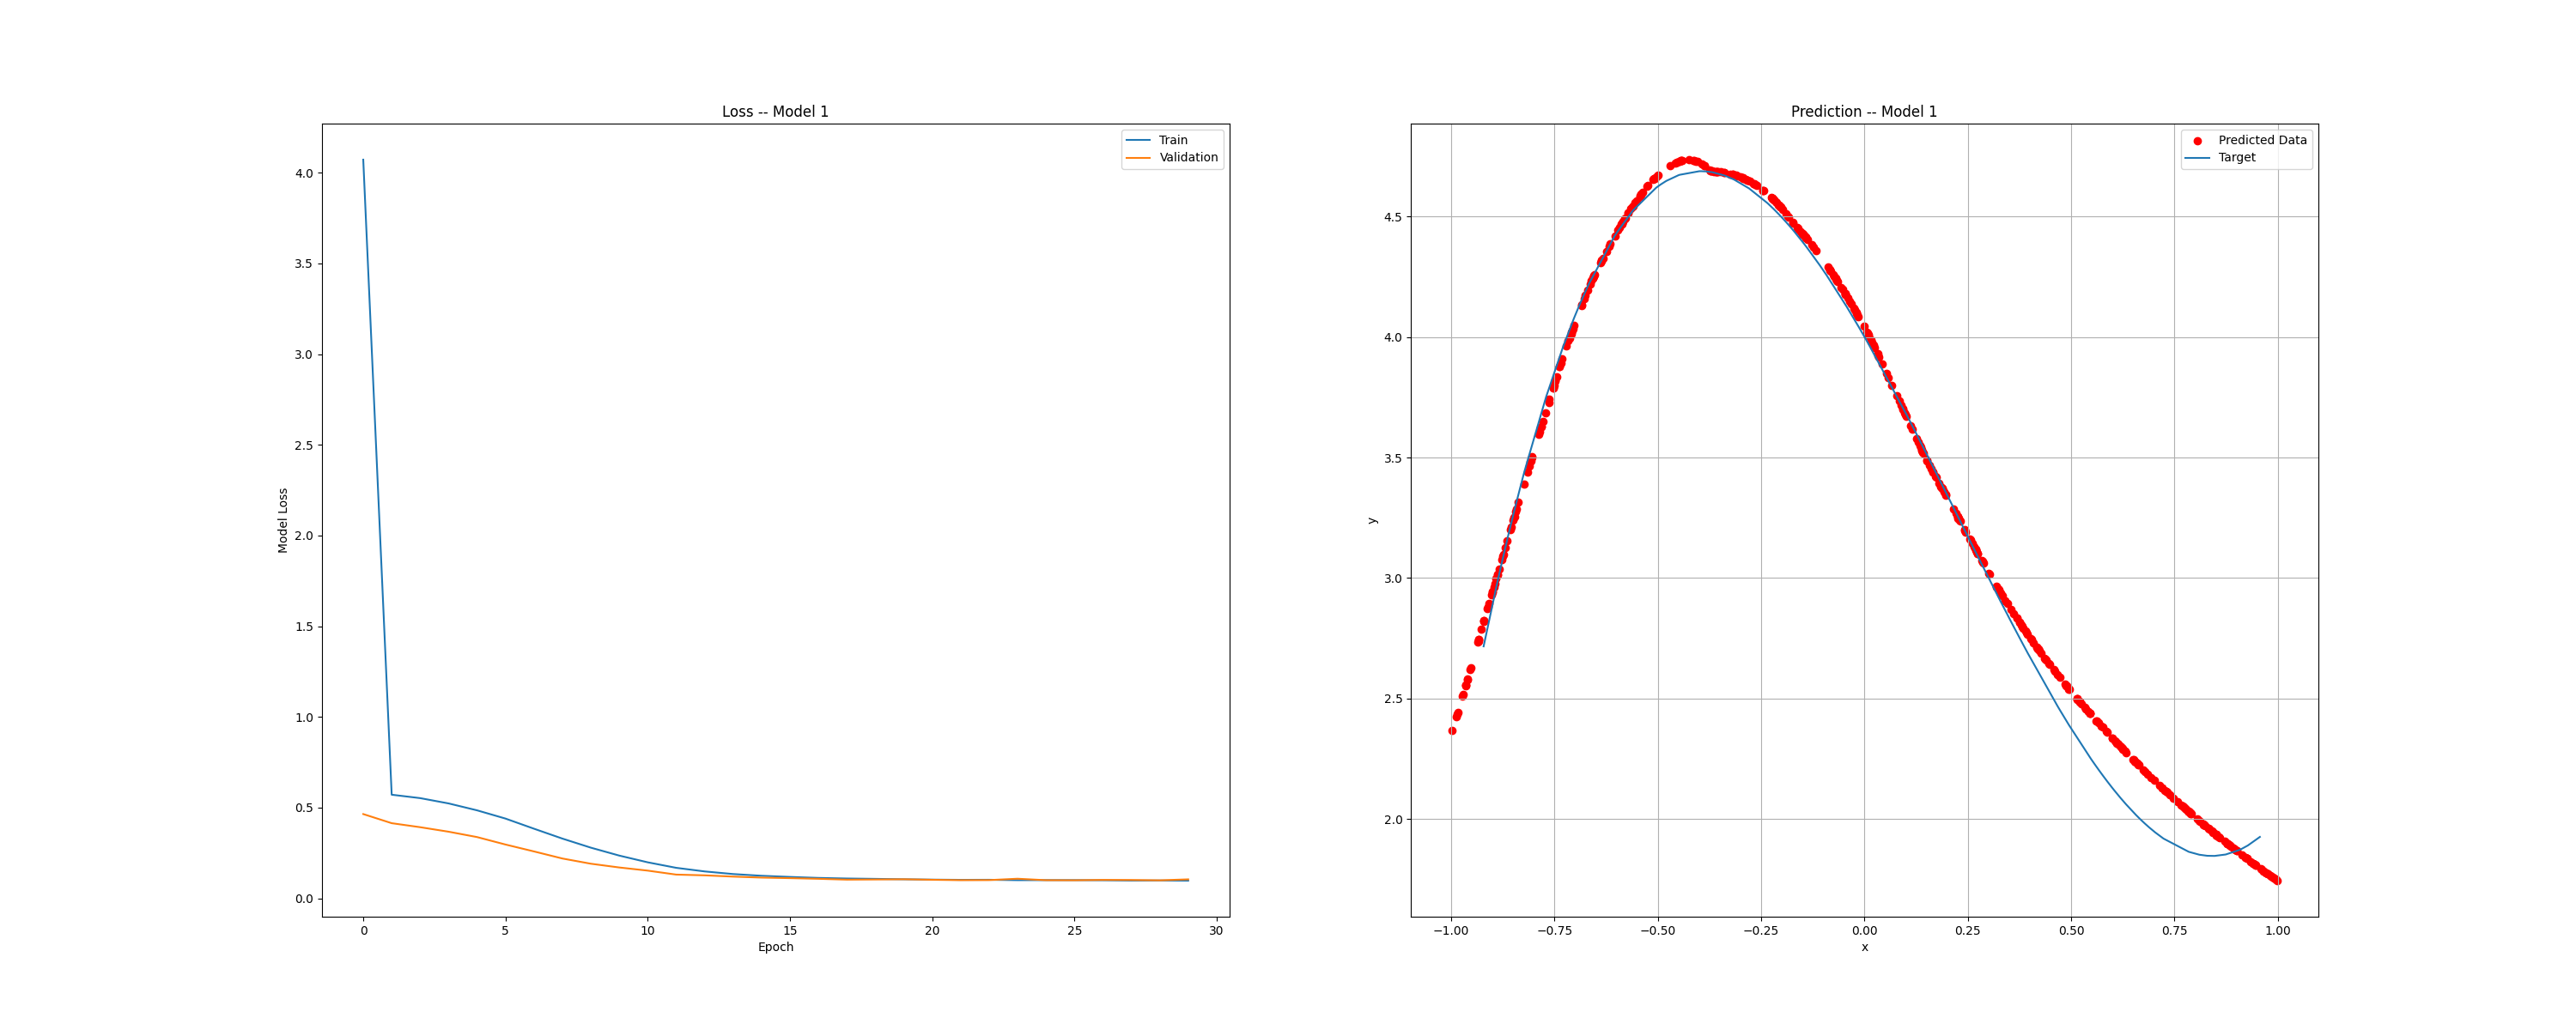 Loss -- Model 1
Train
Validation
4.0
3.5
3.0
2.5
2.0
1.5
1.0
0.5
0.0
Model Loss
0 5 10 15 20 25 30
Epoch
Prediction -- Model 1
Predicted Data
Target
4.5
4.0
3.5
3.0
2.5
2.0
y
−1.00 −0.75 −0.50 −0.25 0.00 0.25 0.50 0.75 1.00
x